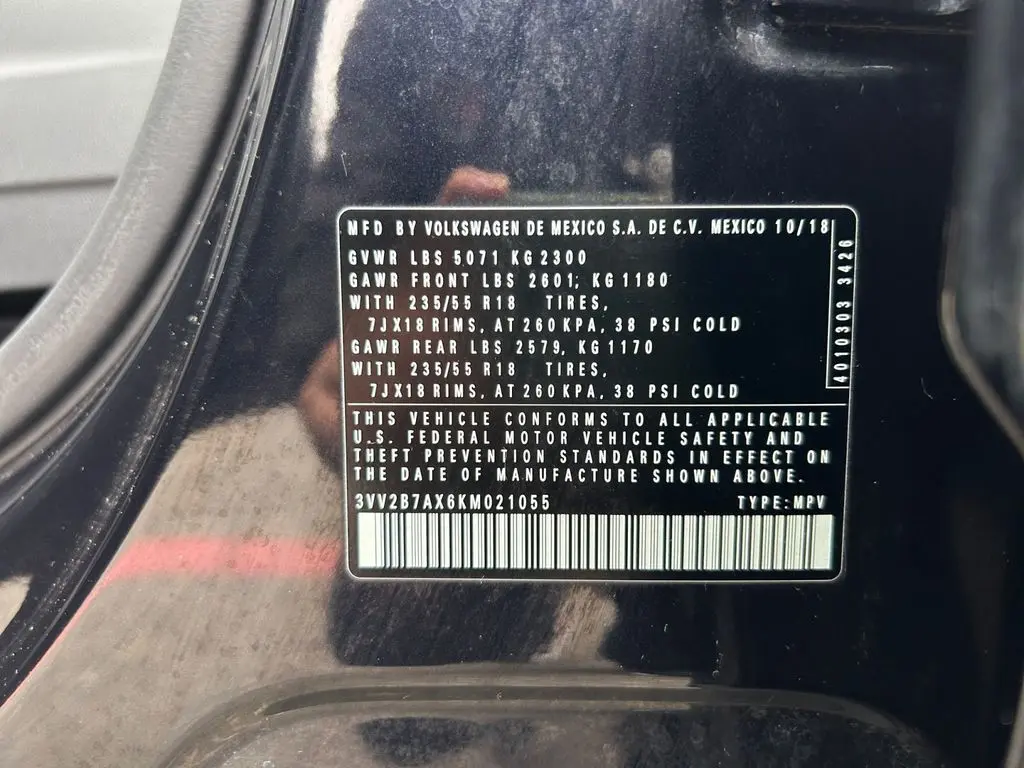 MFD BY VOLKSWAGEN DE MEXICO S.A. DE C.V. MEXICO 10/18
GVWR LBS 5071 KG 2300
GAWR FRONT LBS 2601, KG 1180
WITH 235/55 R18 TIRES,
7JX18 RIMS, AT 260 KPA, 38 PSI COLD
GAWR REAR LBS 2579, KG 1170
WITH 235/55 R18 TIRES,
7JX18 RIMS, AT 260 KPA, 38 PSI COLD
4010303 3426
THIS VEHICLE CONFORMS TO ALL APPLICABLE
U.S. FEDERAL MOTOR VEHICLE SAFETY AND
THEFT PREVENTION STANDARDS IN EFFECT ON
THE DATE OF MANUFACTURE SHOWN ABOVE.
3VV2B7AX6KM021055 TYPE: MPV